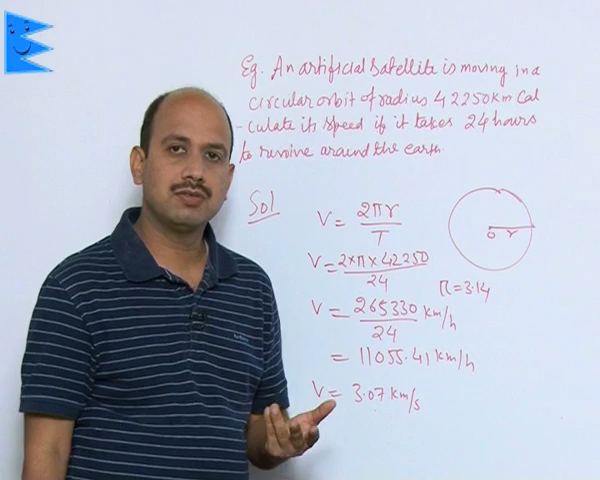 Eg. An artificial satellite is moving in a
circular orbit of radius 42250 km Cal
-culate its speed if it takes 24 hours
to revolve around the earth.
Sol
V = 2πr
T
V = 2×π×42250
24
V = 265330 km/h
24
= 11055.41 km/h
V = 3.07 km/s
O r
π = 3.14